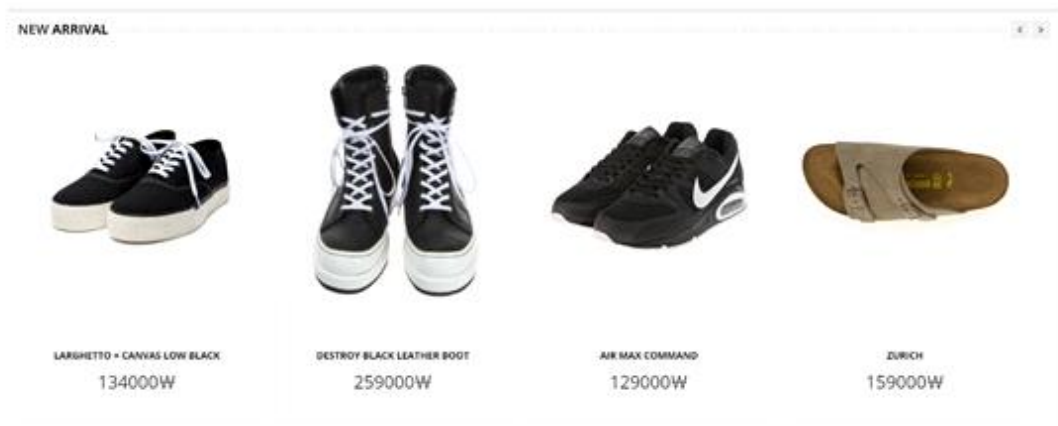 NEW ARRIVAL
LARGHETTO × CANVAS LOW BLACK
134000₩
DESTROY BLACK LEATHER BOOT
259000₩
AIR MAX COMMAND
129000₩
ZURICH
159000₩